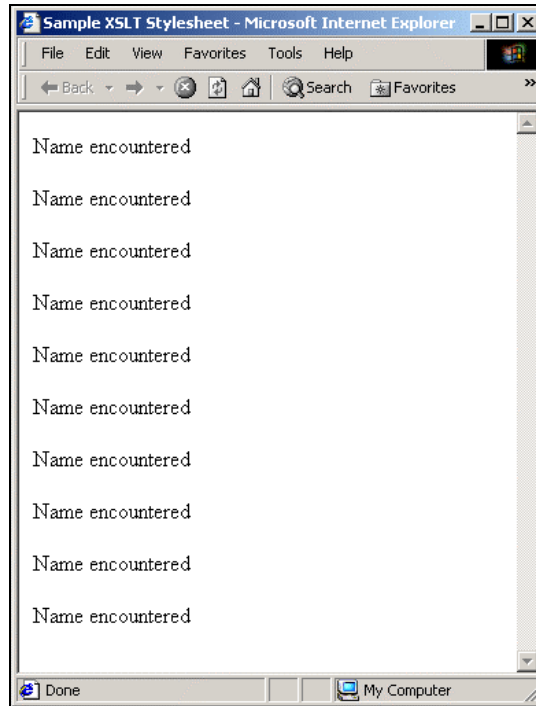 Sample XSLT Stylesheet - Microsoft Internet Explorer
File Edit View Favorites Tools Help
Back Search Favorites »
Name encountered
Name encountered
Name encountered
Name encountered
Name encountered
Name encountered
Name encountered
Name encountered
Name encountered
Name encountered
Done My Computer